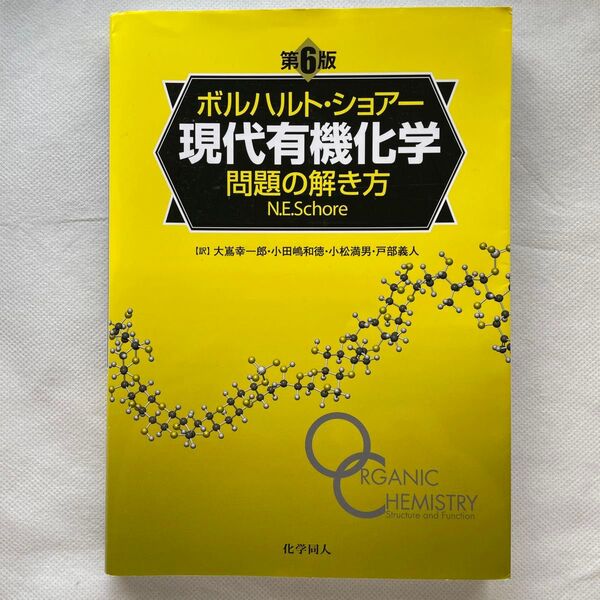 第6版
ボルハルト・ショアー
現代有機化学
問題の解き方
N.E.Schore
【訳】大嶌幸一郎・小田嶋和徳・小松満男・戸部義人
ORGANIC
CHEMISTRY
Structure and Function
化学同人